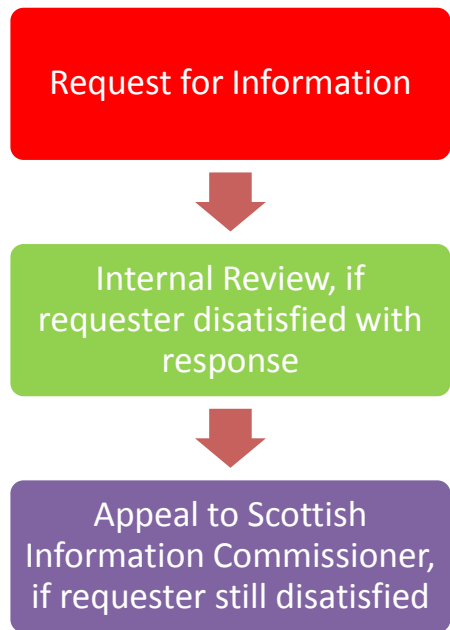 Request for Information
Internal Review, if
requester disatisfied with
response
Appeal to Scottish
Information Commissioner,
if requester still disatisfied